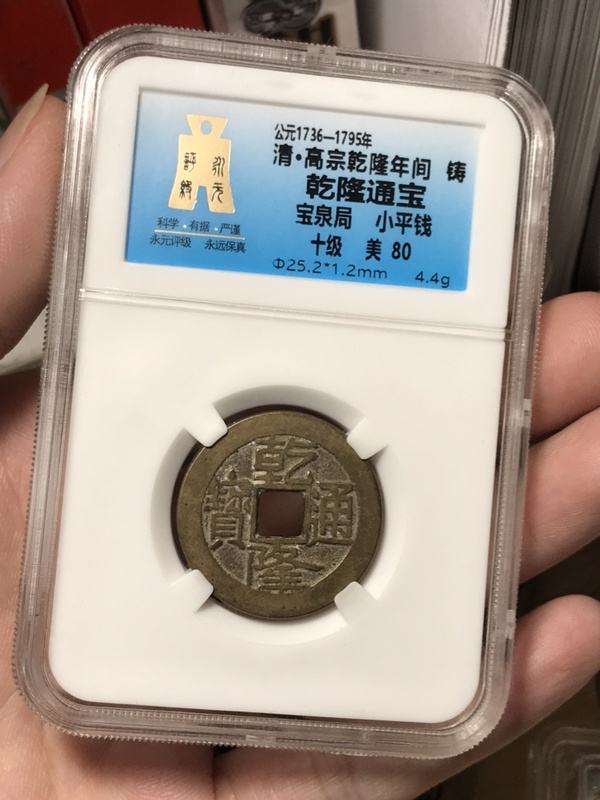 公元1736—1795年
清·高宗乾隆年间 铸
乾隆通宝
宝泉局 小平钱
十级 美 80
Φ25.2*1.2mm 4.4g
永元
評級
科学·有据·严谨
永元评级 永远保真
乾隆通寶